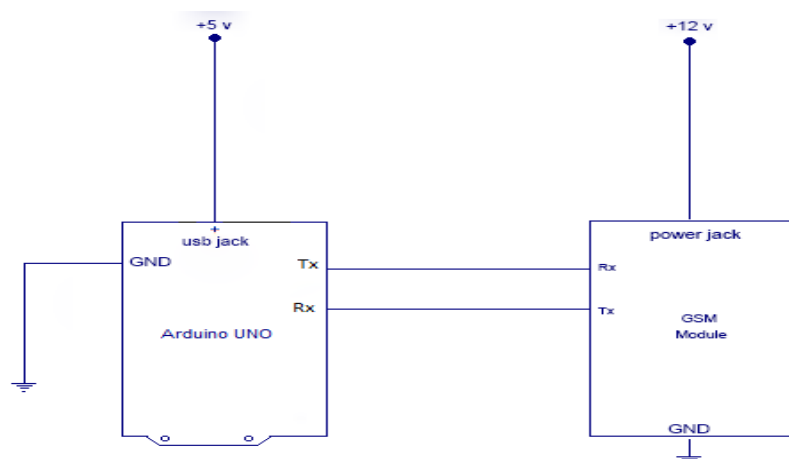 +5 v
+12 v
+
usb jack
GND
Tx
Rx
Arduino UNO
power jack
Rx
Tx
GSM
Module
GND